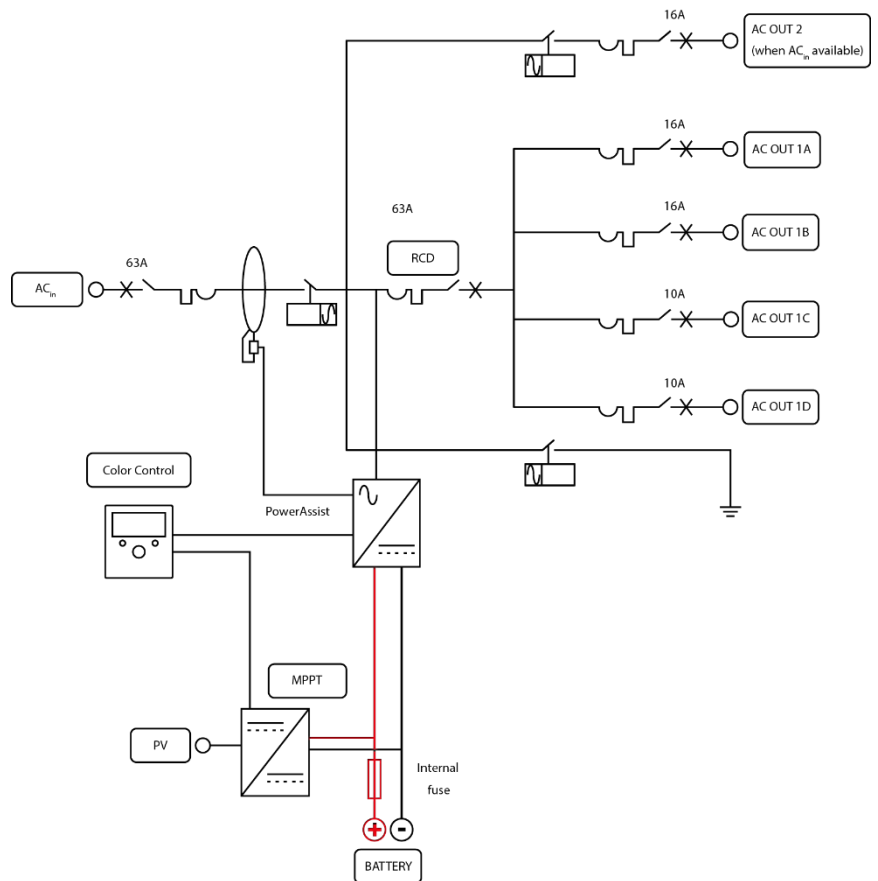 16A
AC OUT 2
(when ACin available)
16A
AC OUT 1A
63A
16A
AC OUT 1B
RCD
63A
ACin
10A
AC OUT 1C
10A
AC OUT 1D
Color Control
PowerAssist
MPPT
PV
Internal
fuse
+ -
BATTERY